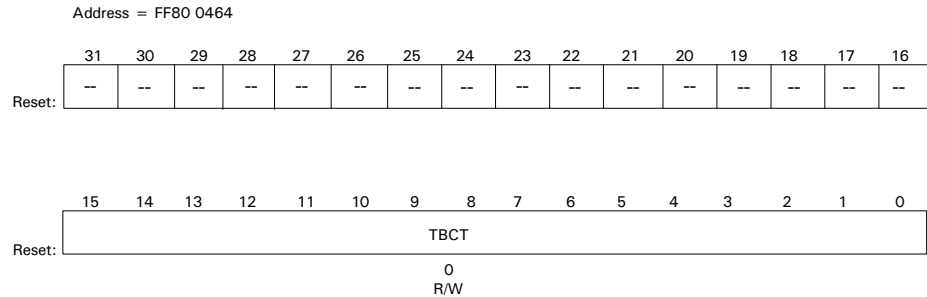 Address = FF80 0464
31 30 29 28 27 26 25 24 23 22 21 20 19 18 17 16
Reset: -- -- -- -- -- -- -- -- -- -- -- -- -- -- -- --
15 14 13 12 11 10 9 8 7 6 5 4 3 2 1 0
TBCT
Reset:
0
R/W